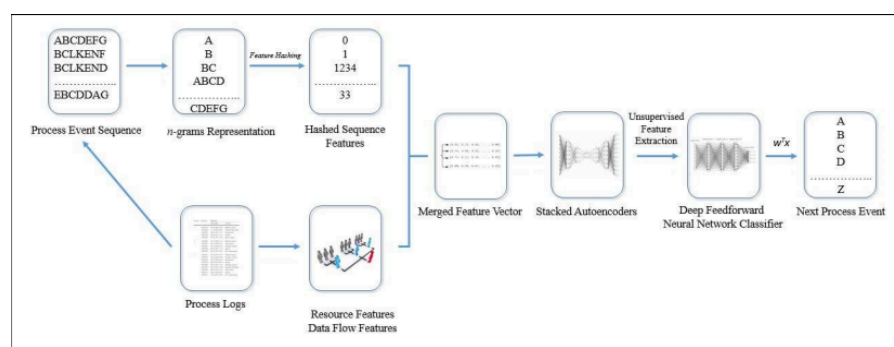 ABCDEFG
BCLKENF
BCLKEND
EBCDDAG
Process Event Sequence
A
B
BC
ABCD
CDEFG
n-grams Representation
Feature Hashing
0
1
1234
33
Hashed Sequence
Features
Process Logs
Resource Features
Data Flow Features
Merged Feature Vector
Stacked Autoencoders
Unsupervised
Feature
Extraction
Deep Feedforward
Neural Network Classifier
WᵀX
A
B
C
D
Z
Next Process Event